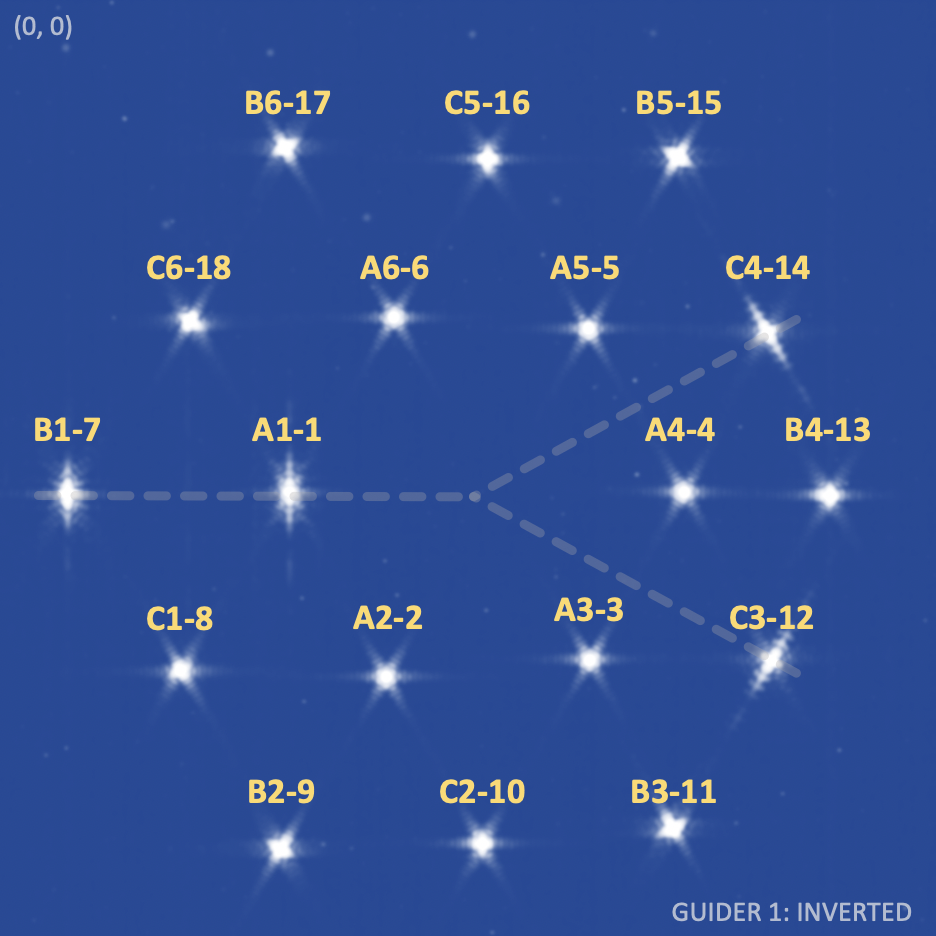 (0, 0)
B6-17 C5-16 B5-15
C6-18 A6-6 A5-5 C4-14
B1-7 A1-1 A4-4 B4-13
C1-8 A2-2 A3-3 C3-12
B2-9 C2-10 B3-11
GUIDER 1: INVERTED